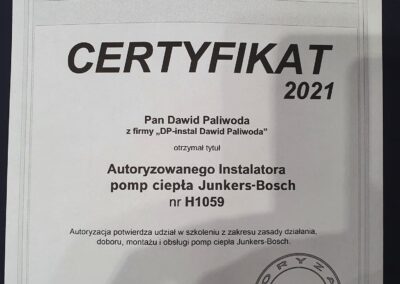 CERTYFIKAT
2021
Pan Dawid Paliwoda
z firmy „DP-instal Dawid Paliwoda"
otrzymał tytuł
Autoryzowanego Instalatora
pomp ciepła Junkers-Bosch
nr H1059
Autoryzacja potwierdza udział w szkoleniu z zakresu zasady działania,
doboru, montażu i obsługi pomp ciepła Junkers-Bosch.